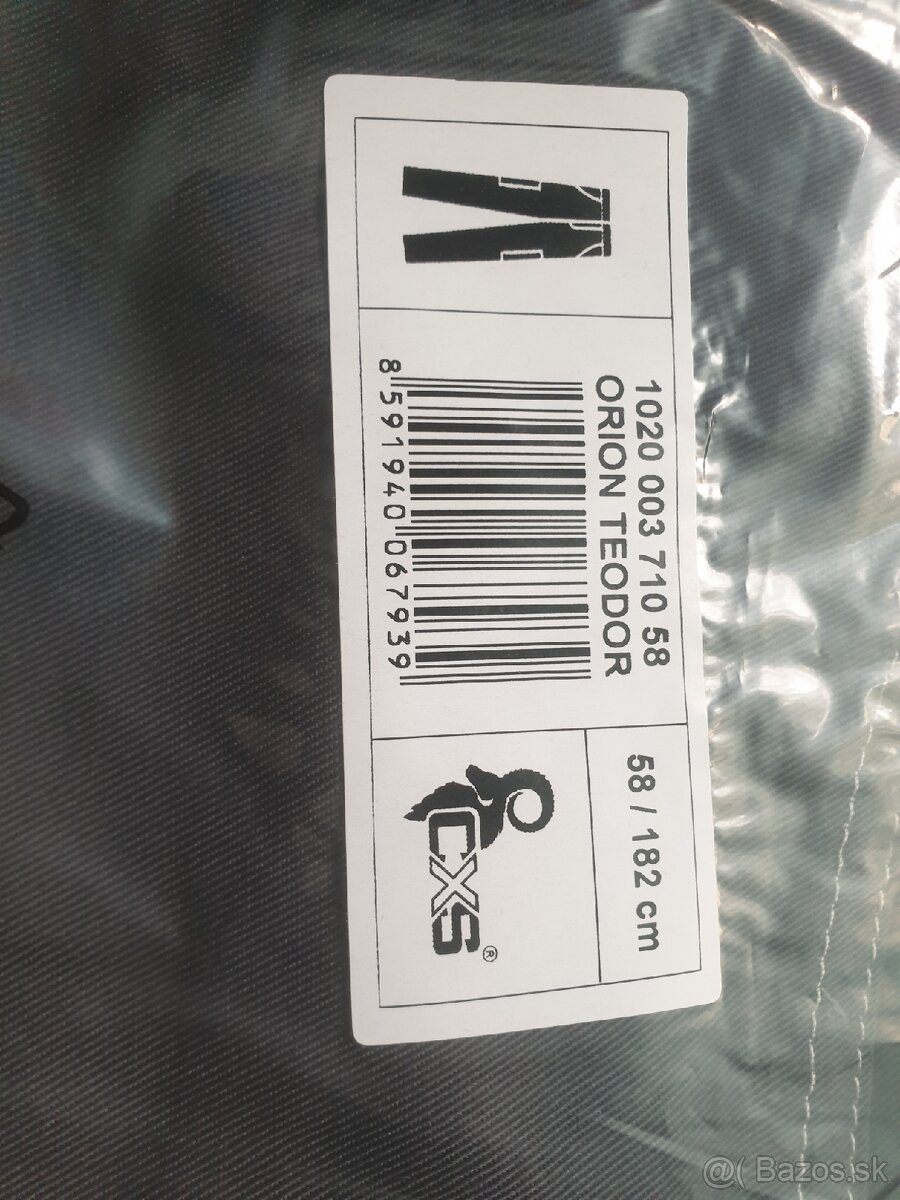 1020 003 710 58
ORION TEODOR
8 591940 067939
58 / 182 cm
CXS®
@( Bazos.sk